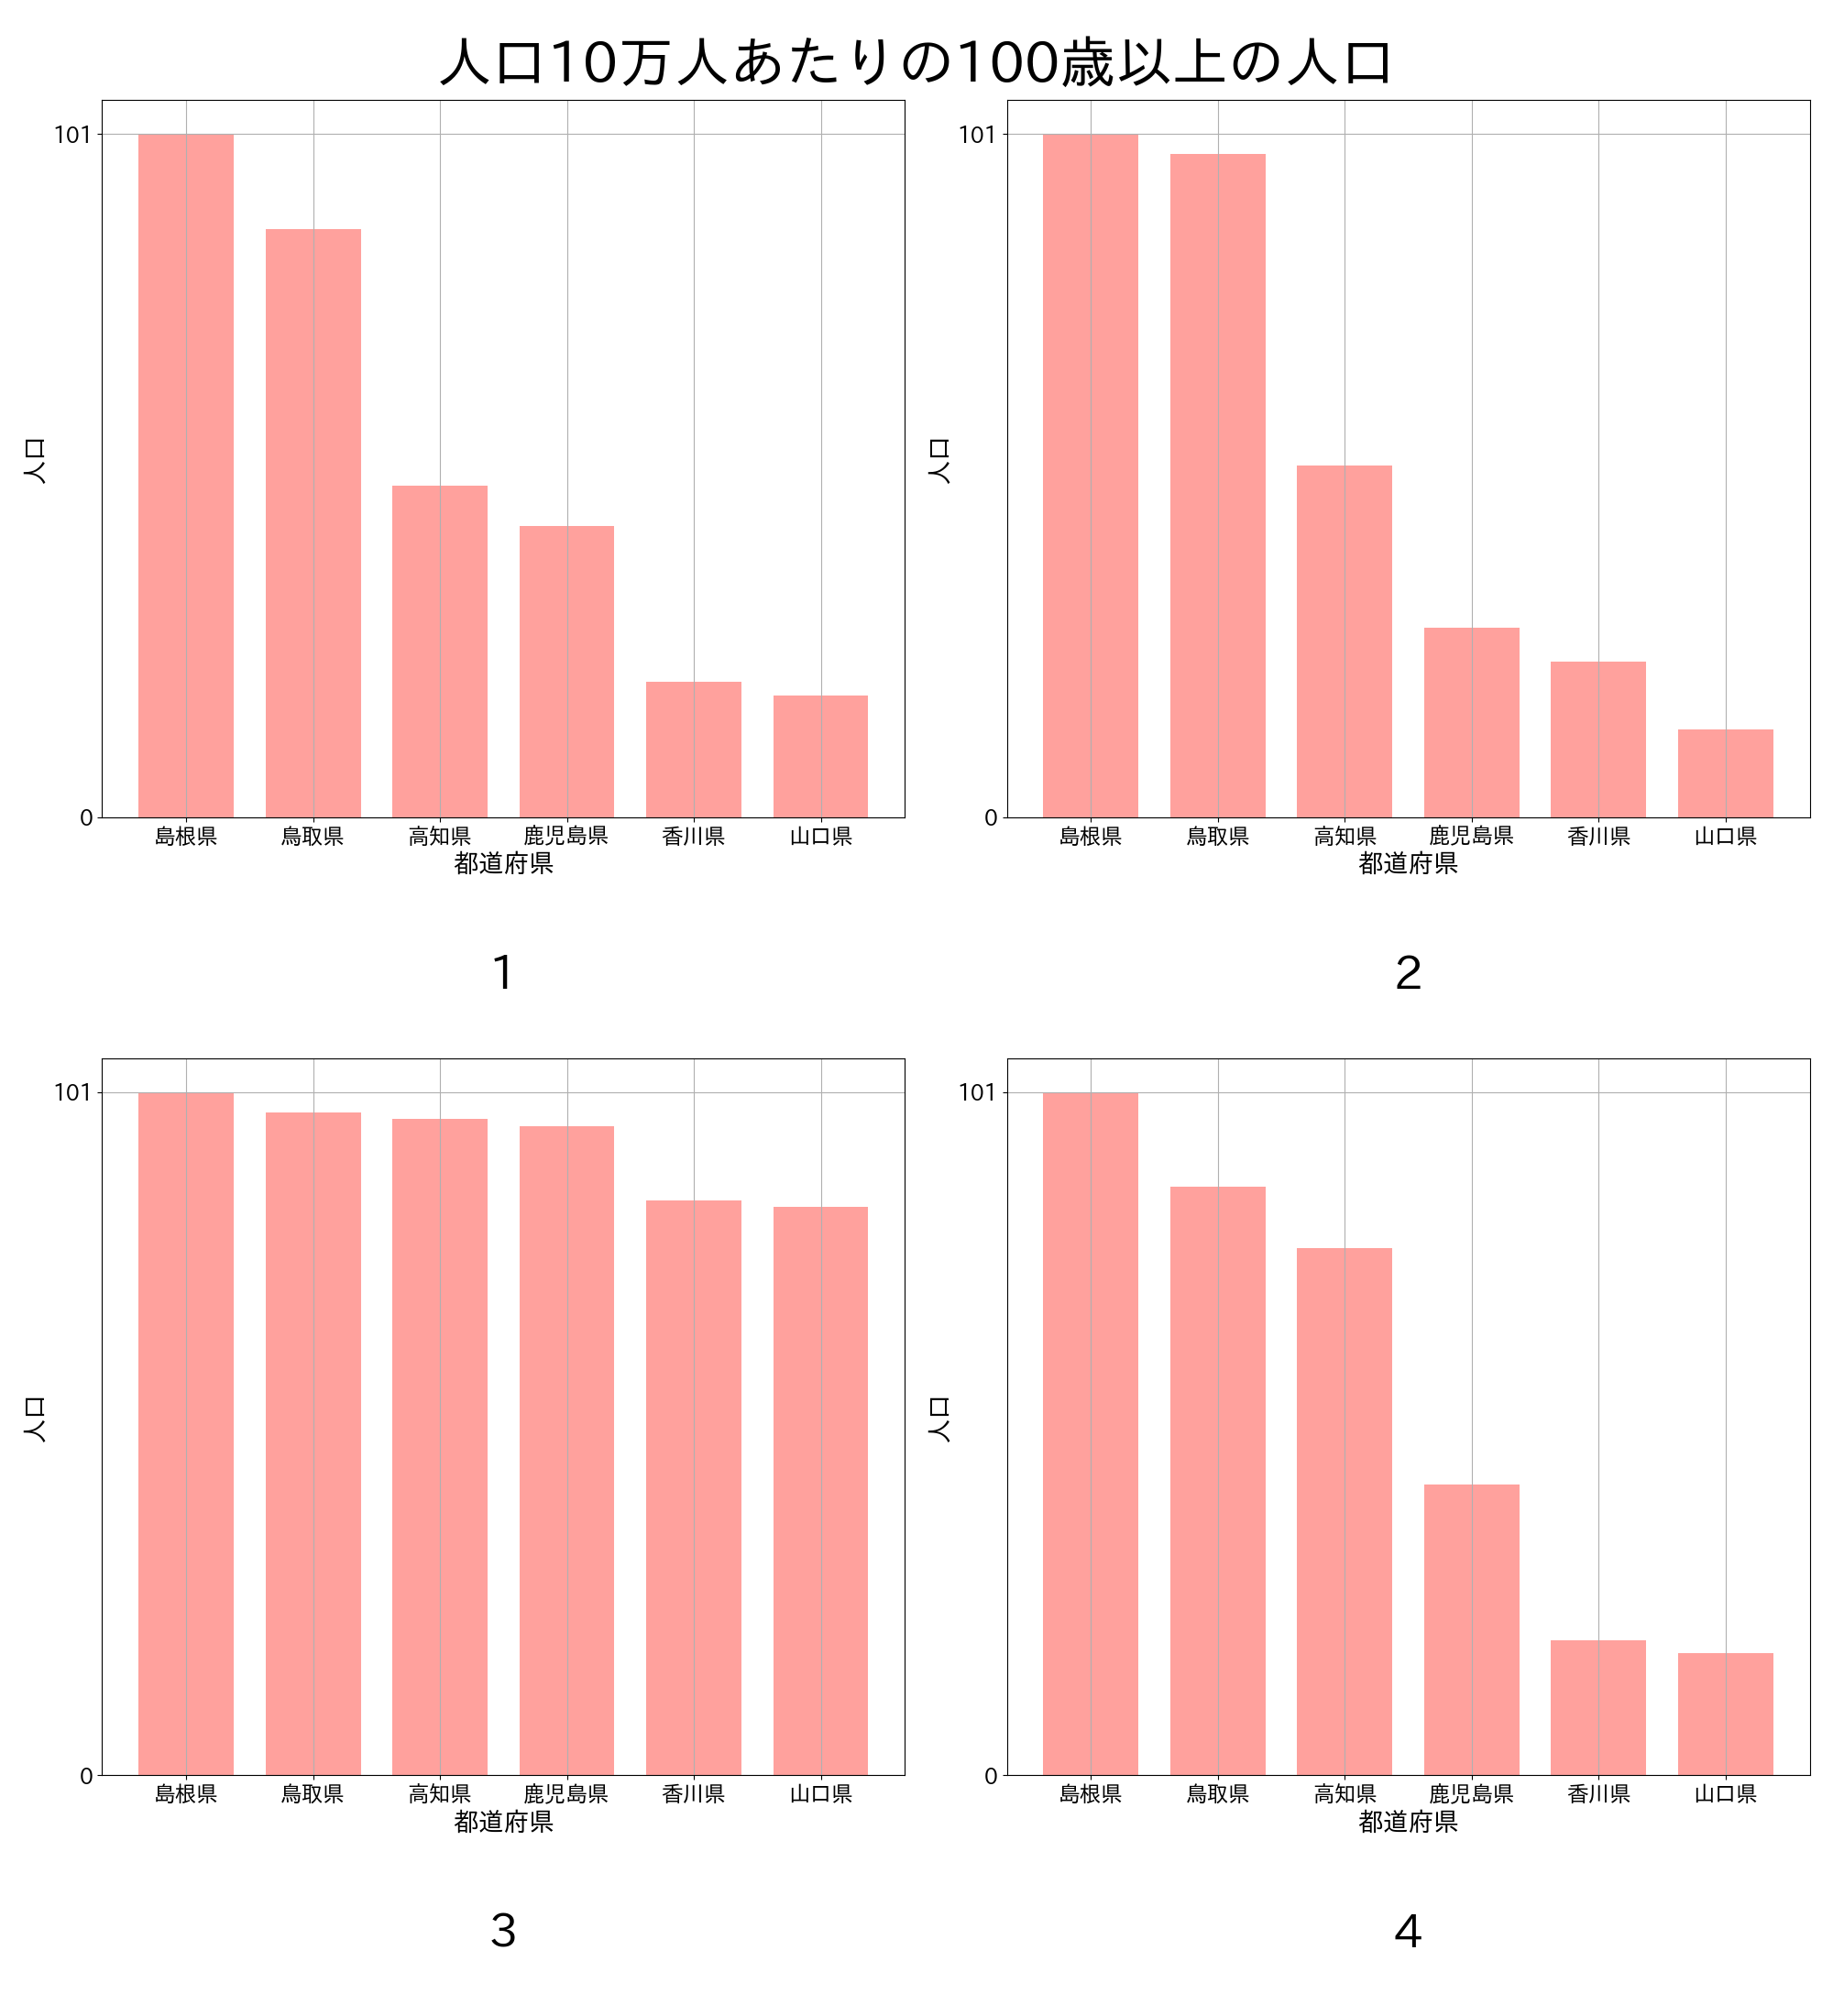 人口10万人あたりの100歳以上の人口
101
0
人口
島根県 鳥取県 高知県 鹿児島県 香川県 山口県
都道府県
1
101
0
人口
島根県 鳥取県 高知県 鹿児島県 香川県 山口県
都道府県
2
101
0
人口
島根県 鳥取県 高知県 鹿児島県 香川県 山口県
都道府県
3
101
0
人口
島根県 鳥取県 高知県 鹿児島県 香川県 山口県
都道府県
4